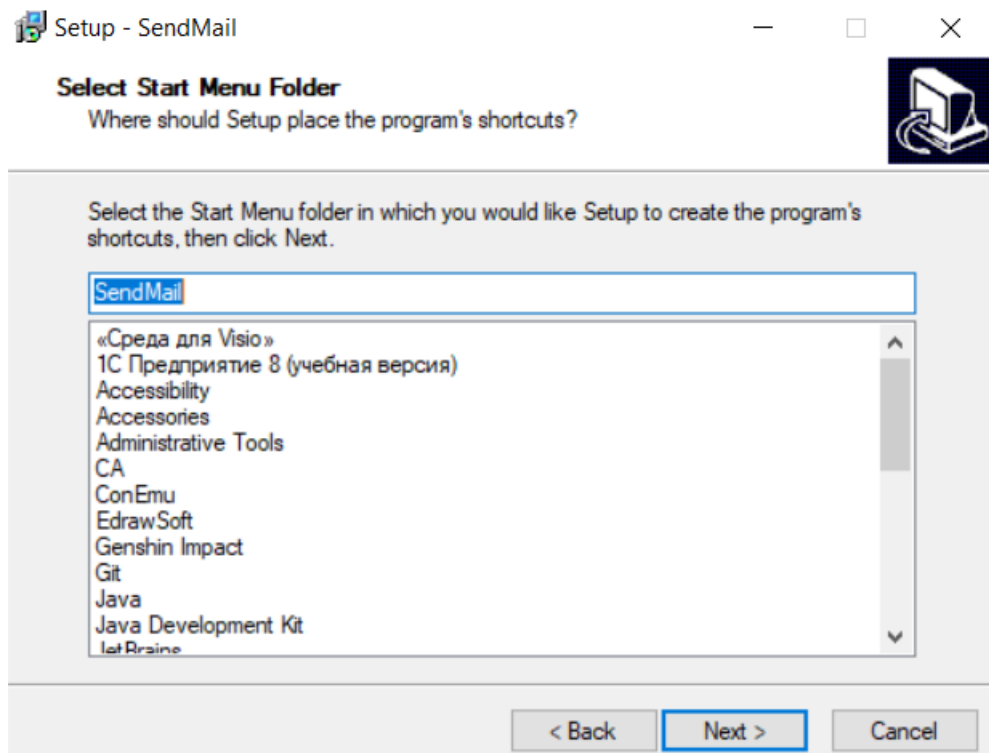 Setup - SendMail
Select Start Menu Folder
Where should Setup place the program's shortcuts?
Select the Start Menu folder in which you would like Setup to create the program's
shortcuts, then click Next.
SendMail
«Среда для Visio»
1С Предприятие 8 (учебная версия)
Accessibility
Accessories
Administrative Tools
CA
ConEmu
EdrawSoft
Genshin Impact
Git
Java
Java Development Kit
JetBrains
< Back
Next >
Cancel